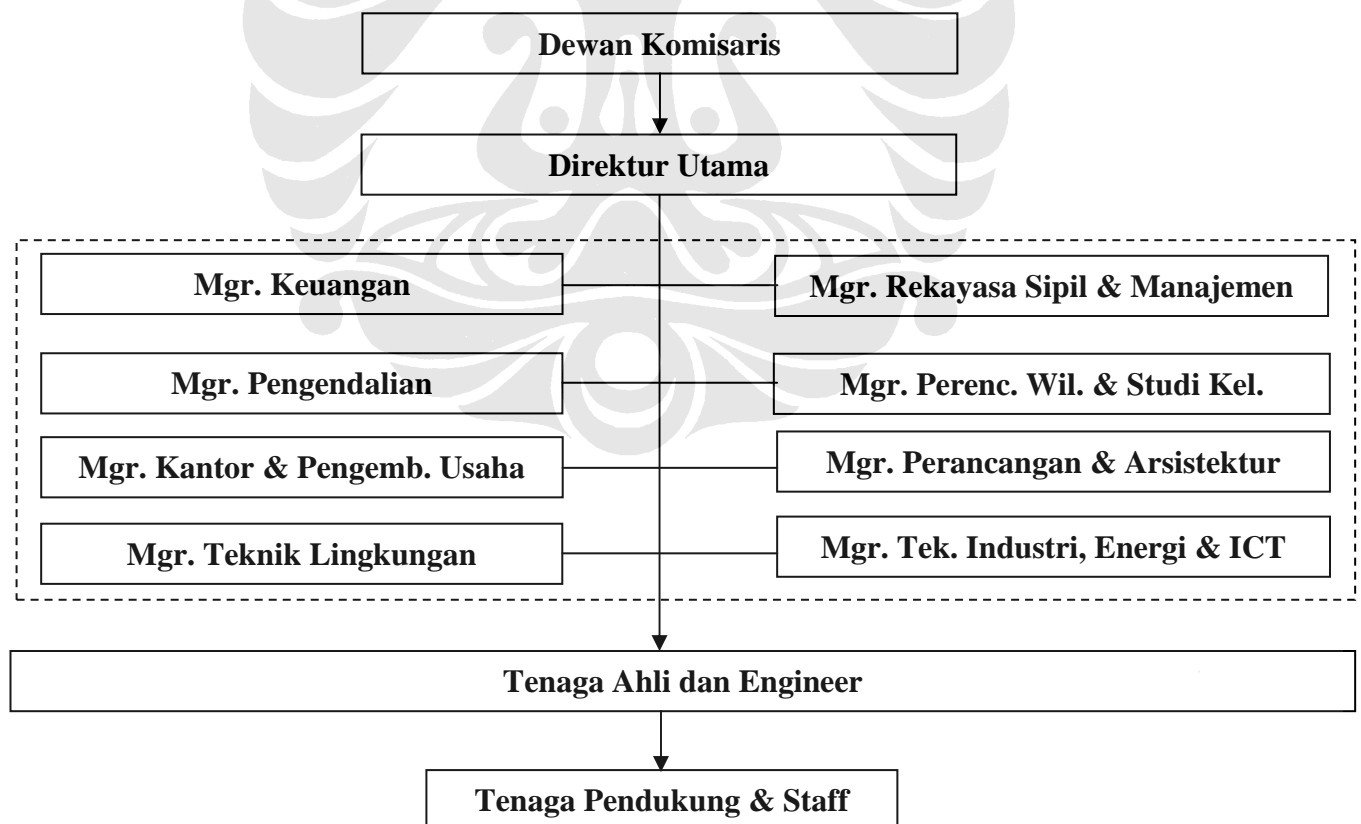 Dewan Komisaris
Direktur Utama
Mgr. Keuangan
Mgr. Rekayasa Sipil & Manajemen
Mgr. Pengendalian
Mgr. Perenc. Wil. & Studi Kel.
Mgr. Kantor & Pengemb. Usaha
Mgr. Perancangan & Arsistektur
Mgr. Teknik Lingkungan
Mgr. Tek. Industri, Energi & ICT
Tenaga Ahli dan Engineer
Tenaga Pendukung & Staff